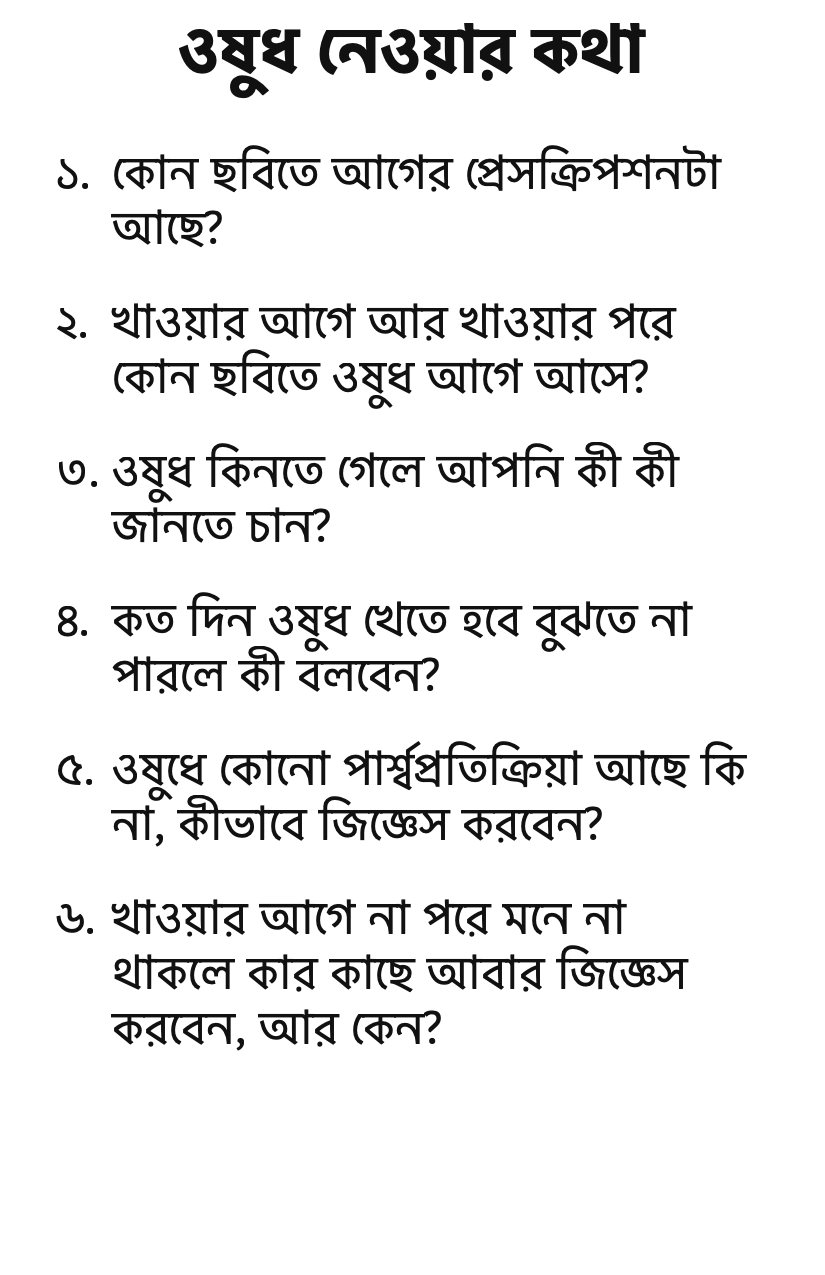 ওষুধ নেওয়ার কথা
১. কোন ছবিতে আগের প্রেসক্রিপশনটা
আছে?
২. খাওয়ার আগে আর খাওয়ার পরে
কোন ছবিতে ওষুধ আগে আসে?
৩. ওষুধ কিনতে গেলে আপনি কী কী
জানতে চান?
৪. কত দিন ওষুধ খেতে হবে বুঝতে না
পারলে কী বলবেন?
৫. ওষুধে কোনো পার্শ্বপ্রতিক্রিয়া আছে কি
না, কীভাবে জিজ্ঞেস করবেন?
৬. খাওয়ার আগে না পরে মনে না
থাকলে কার কাছে আবার জিজ্ঞেস
করবেন, আর কেন?